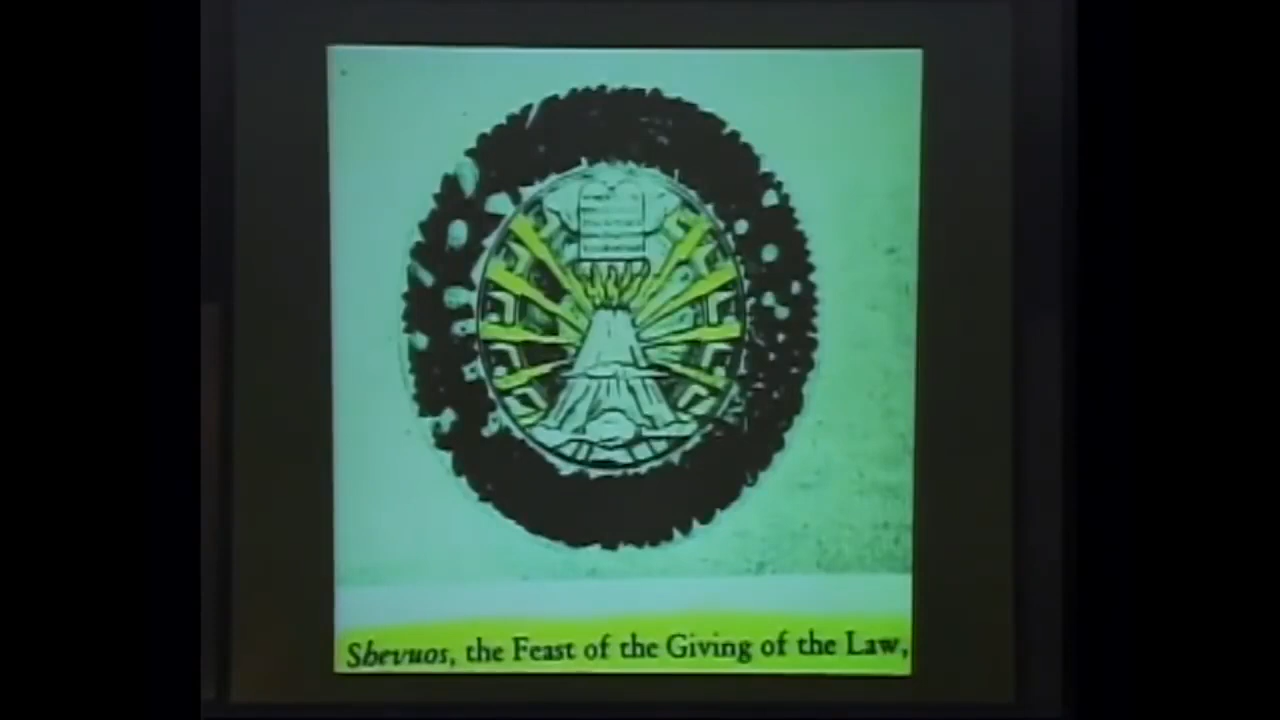 Shevuos, the Feast of the Giving of the Law,